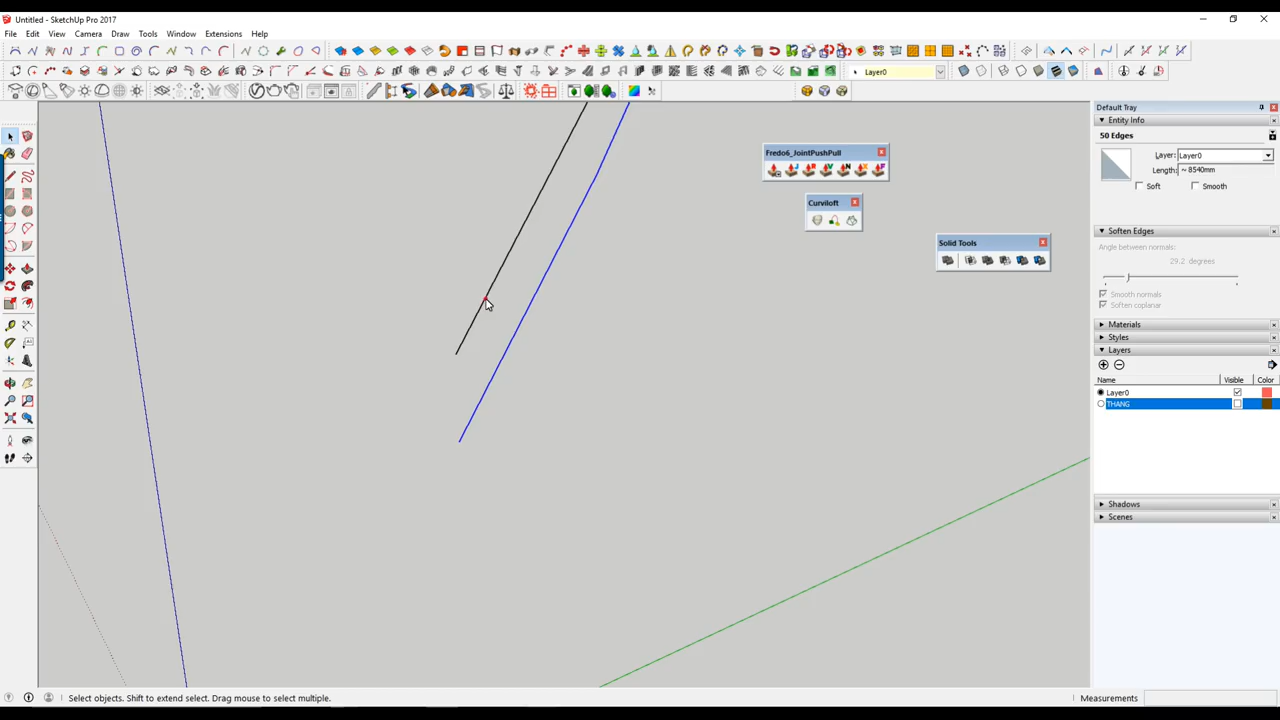 Untitled - SketchUp Pro 2017
File Edit View Camera Draw Tools Window Extensions Help
Layer0
Default Tray
Entity Info
50 Edges
Layer: Layer0
Length: ~ 8540mm
Soft Smooth
Fredo6_JointPushPull
Curviloft
Solid Tools
Soften Edges
Angle between normals:
29.2 degrees
Smooth normals
Soften coplanar
Materials
Styles
Layers
Name Visible Color
Layer0
THANG
Shadows
Scenes
Select objects. Shift to extend select. Drag mouse to select multiple.
Measurements